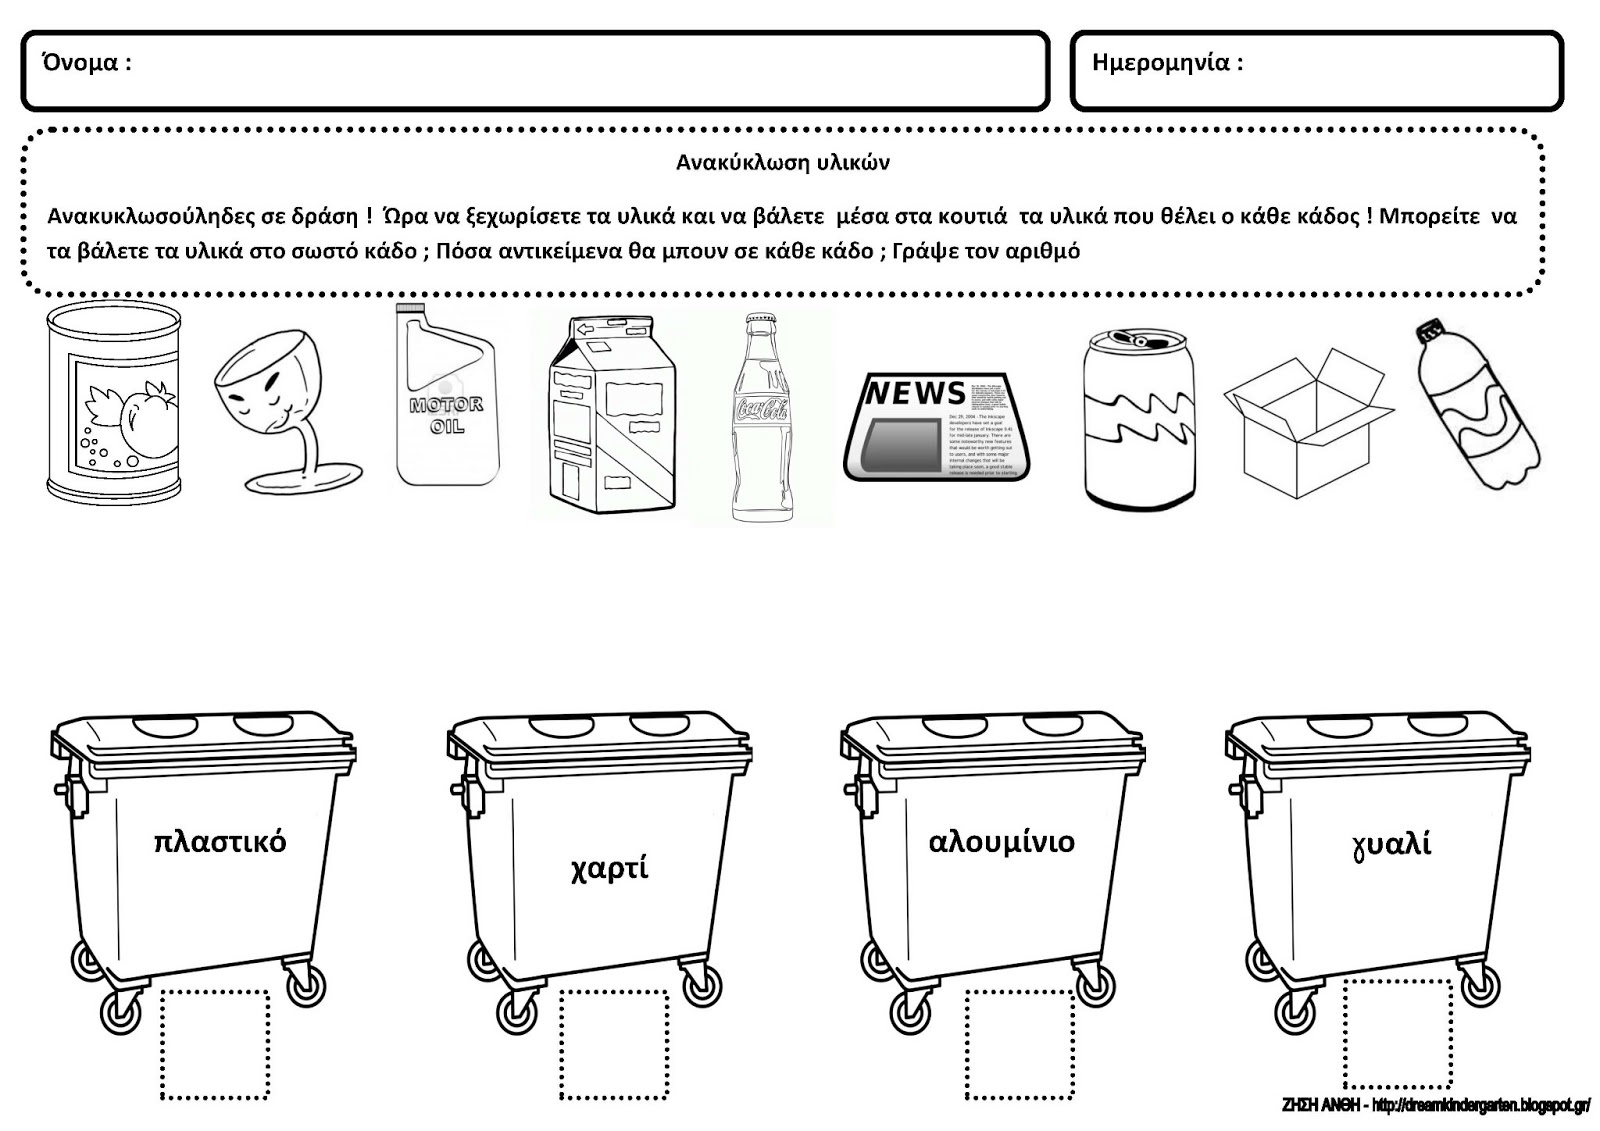 Όνομα :
Ημερομηνία :
Ανακύκλωση υλικών
Ανακυκλωσούληδες σε δράση ! Ώρα να ξεχωρίσετε τα υλικά και να βάλετε μέσα στα κουτιά τα υλικά που θέλει ο κάθε κάδος ! Μπορείτε να
τα βάλετε τα υλικά στο σωστό κάδο ; Πόσα αντικείμενα θα μπουν σε κάθε κάδο ; Γράψε τον αριθμό
MOTOR
OIL
Coca-Cola
NEWS
πλαστικό
χαρτί
αλουμίνιο
γυαλί
ΖΗΣΗ ΑΝΘΗ - http://dreamkindergarten.blogspot.gr/